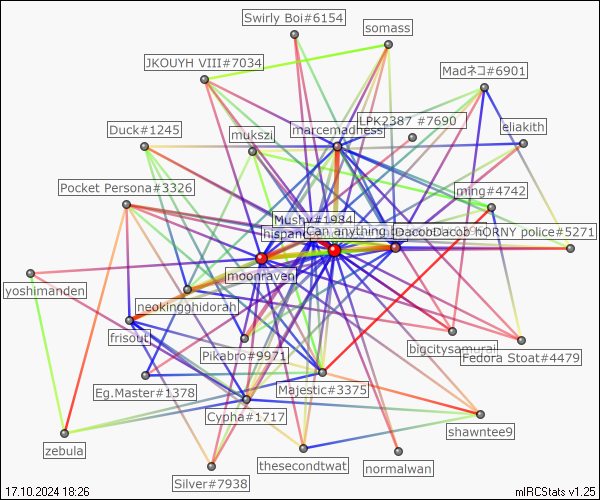 Swirly Boi#6154
somass
JKOUYH VIII#7034
Madネコ#6901
LPK2387 #7690
Duck#1245
mukszi
marcemadness
eliakith
Pocket Persona#3326
ming#4742
Mushy#1984
Can anything
HORNY police#5271
moonraven
yoshimanden
neokingghidorah
frisout
Pikabro#9971
bigcitysamurai
Fedora Stoat#4479
Eg.Master#1378
Majestic#3375
Cypha#1717
shawntee9
zebula
thesecondtwat
normalwan
Silver#7938
17.10.2024 18:26
mIRCStats v1.25